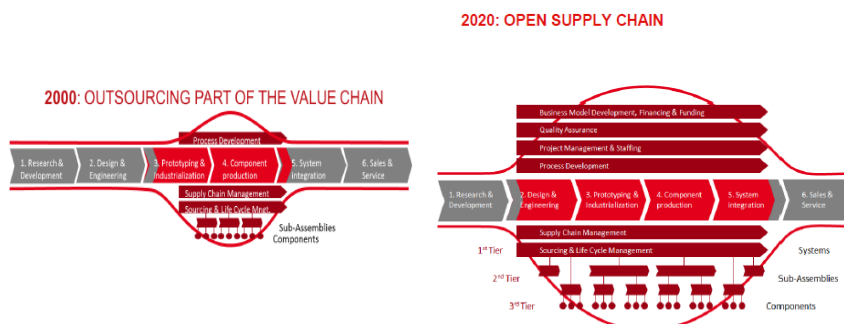 2000: OUTSOURCING PART OF THE VALUE CHAIN
Process Development
1. Research &
Development
2. Design &
Engineering
3. Prototyping &
Industrialization
4. Component
production
5. System
integration
6. Sales &
Service
Supply Chain Management
Sourcing & Life Cycle Mngt.
Sub-Assemblies
Components
2020: OPEN SUPPLY CHAIN
Business Model Development, Financing & Funding
Quality Assurance
Project Management & Staffing
Process Development
1. Research &
Development
2. Design &
Engineering
3. Prototyping &
Industrialization
4. Component
production
5. System
integration
6. Sales &
Service
Supply Chain Management
1st Tier
Sourcing & Life Cycle Management
Systems
2nd Tier
Sub-Assemblies
3rd Tier
Components